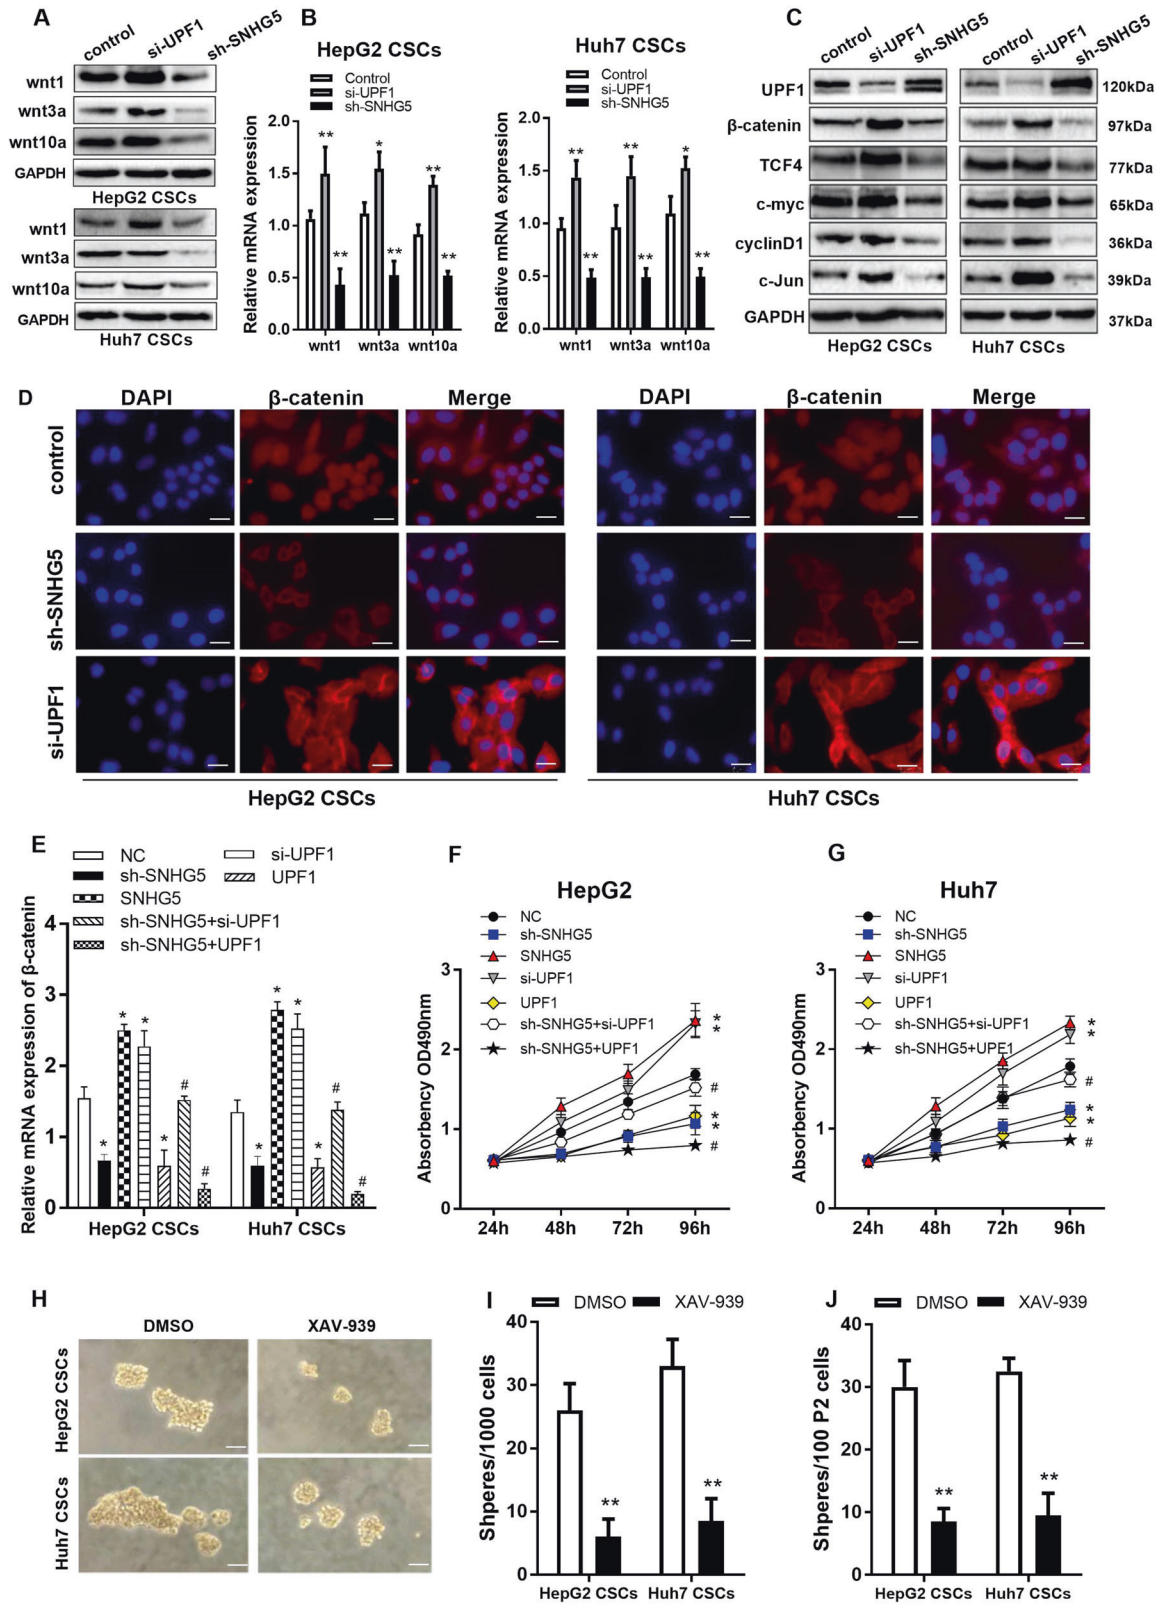 A
control si-UPF1 sh-SNHG5
wnt1
wnt3a
wnt10a
GAPDH
HepG2 CSCs
wnt1
wnt3a
wnt10a
GAPDH
Huh7 CSCs
B
HepG2 CSCs
Control
si-UPF1
sh-SNHG5
Relative mRNA expression
2.0
1.5
1.0
0.5
0.0
** * **
** ** **
wnt1 wnt3a wnt10a
Huh7 CSCs
Control
si-UPF1
sh-SNHG5
Relative mRNA expression
2.0
1.5
1.0
0.5
0.0
** ** *
** ** **
wnt1 wnt3a wnt10a
C
control si-UPF1 sh-SNHG5 control si-UPF1 sh-SNHG5
UPF1 120kDa
β-catenin 97kDa
TCF4 77kDa
c-myc 65kDa
cyclinD1 36kDa
c-Jun 39kDa
GAPDH 37kDa
HepG2 CSCs Huh7 CSCs
D
DAPI β-catenin Merge DAPI β-catenin Merge
control
sh-SNHG5
si-UPF1
HepG2 CSCs Huh7 CSCs
E
NC si-UPF1
sh-SNHG5 UPF1
SNHG5
sh-SNHG5+si-UPF1
sh-SNHG5+UPF1
Relative mRNA expression of β-catenin
4
3
2
1
0
* * * * # #
* * * * # #
HepG2 CSCs Huh7 CSCs
F
HepG2
NC
sh-SNHG5
SNHG5
si-UPF1
UPF1
sh-SNHG5+si-UPF1
sh-SNHG5+UPF1
Absorbency OD490nm
3
2
1
0
*
*
#
*
*
#
24h 48h 72h 96h
G
Huh7
NC
sh-SNHG5
SNHG5
si-UPF1
UPF1
sh-SNHG5+si-UPF1
sh-SNHG5+UPF1
Absorbency OD490nm
3
2
1
0
*
*
#
*
*
#
24h 48h 72h 96h
H
DMSO XAV-939
HepG2 CSCs
Huh7 CSCs
I
DMSO XAV-939
Shperes/1000 cells
40
30
20
10
0
** **
HepG2 CSCs Huh7 CSCs
J
DMSO XAV-939
Shperes/100 P2 cells
40
30
20
10
0
** **
HepG2 CSCs Huh7 CSCs